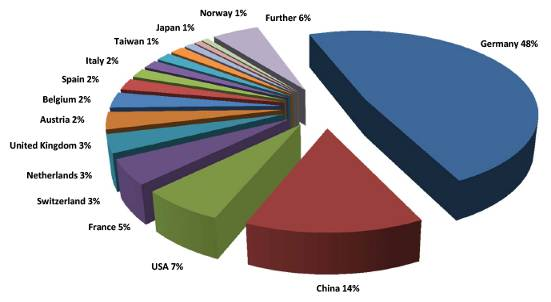 Norway 1%
Further 6%
Japan 1%
Taiwan 1%
Germany 48%
Italy 2%
Spain 2%
Belgium 2%
Austria 2%
United Kingdom 3%
Netherlands 3%
Switzerland 3%
France 5%
USA 7%
China 14%